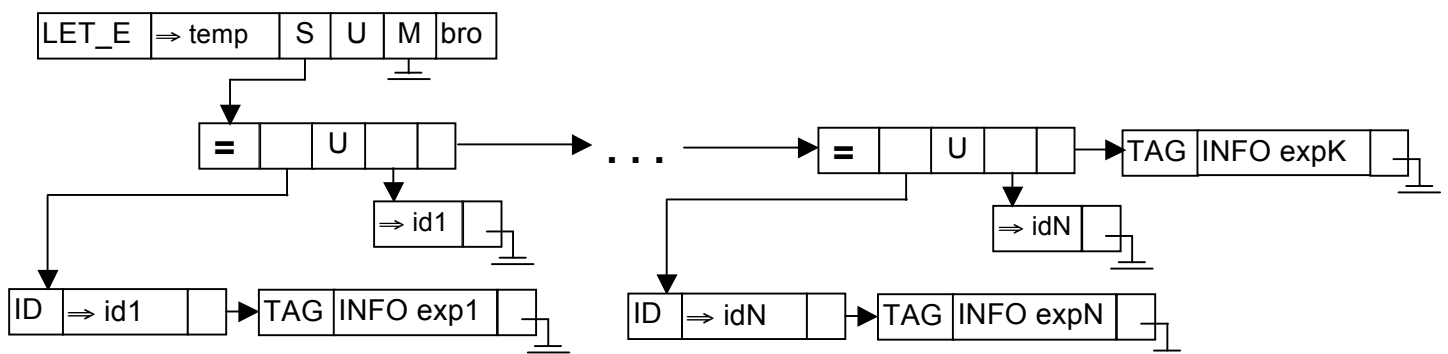 LET_E ⇒ temp S U M bro
= U . . . = U TAG INFO expK
⇒ id1 ⇒ idN
ID ⇒ id1 TAG INFO exp1 ID ⇒ idN TAG INFO expN